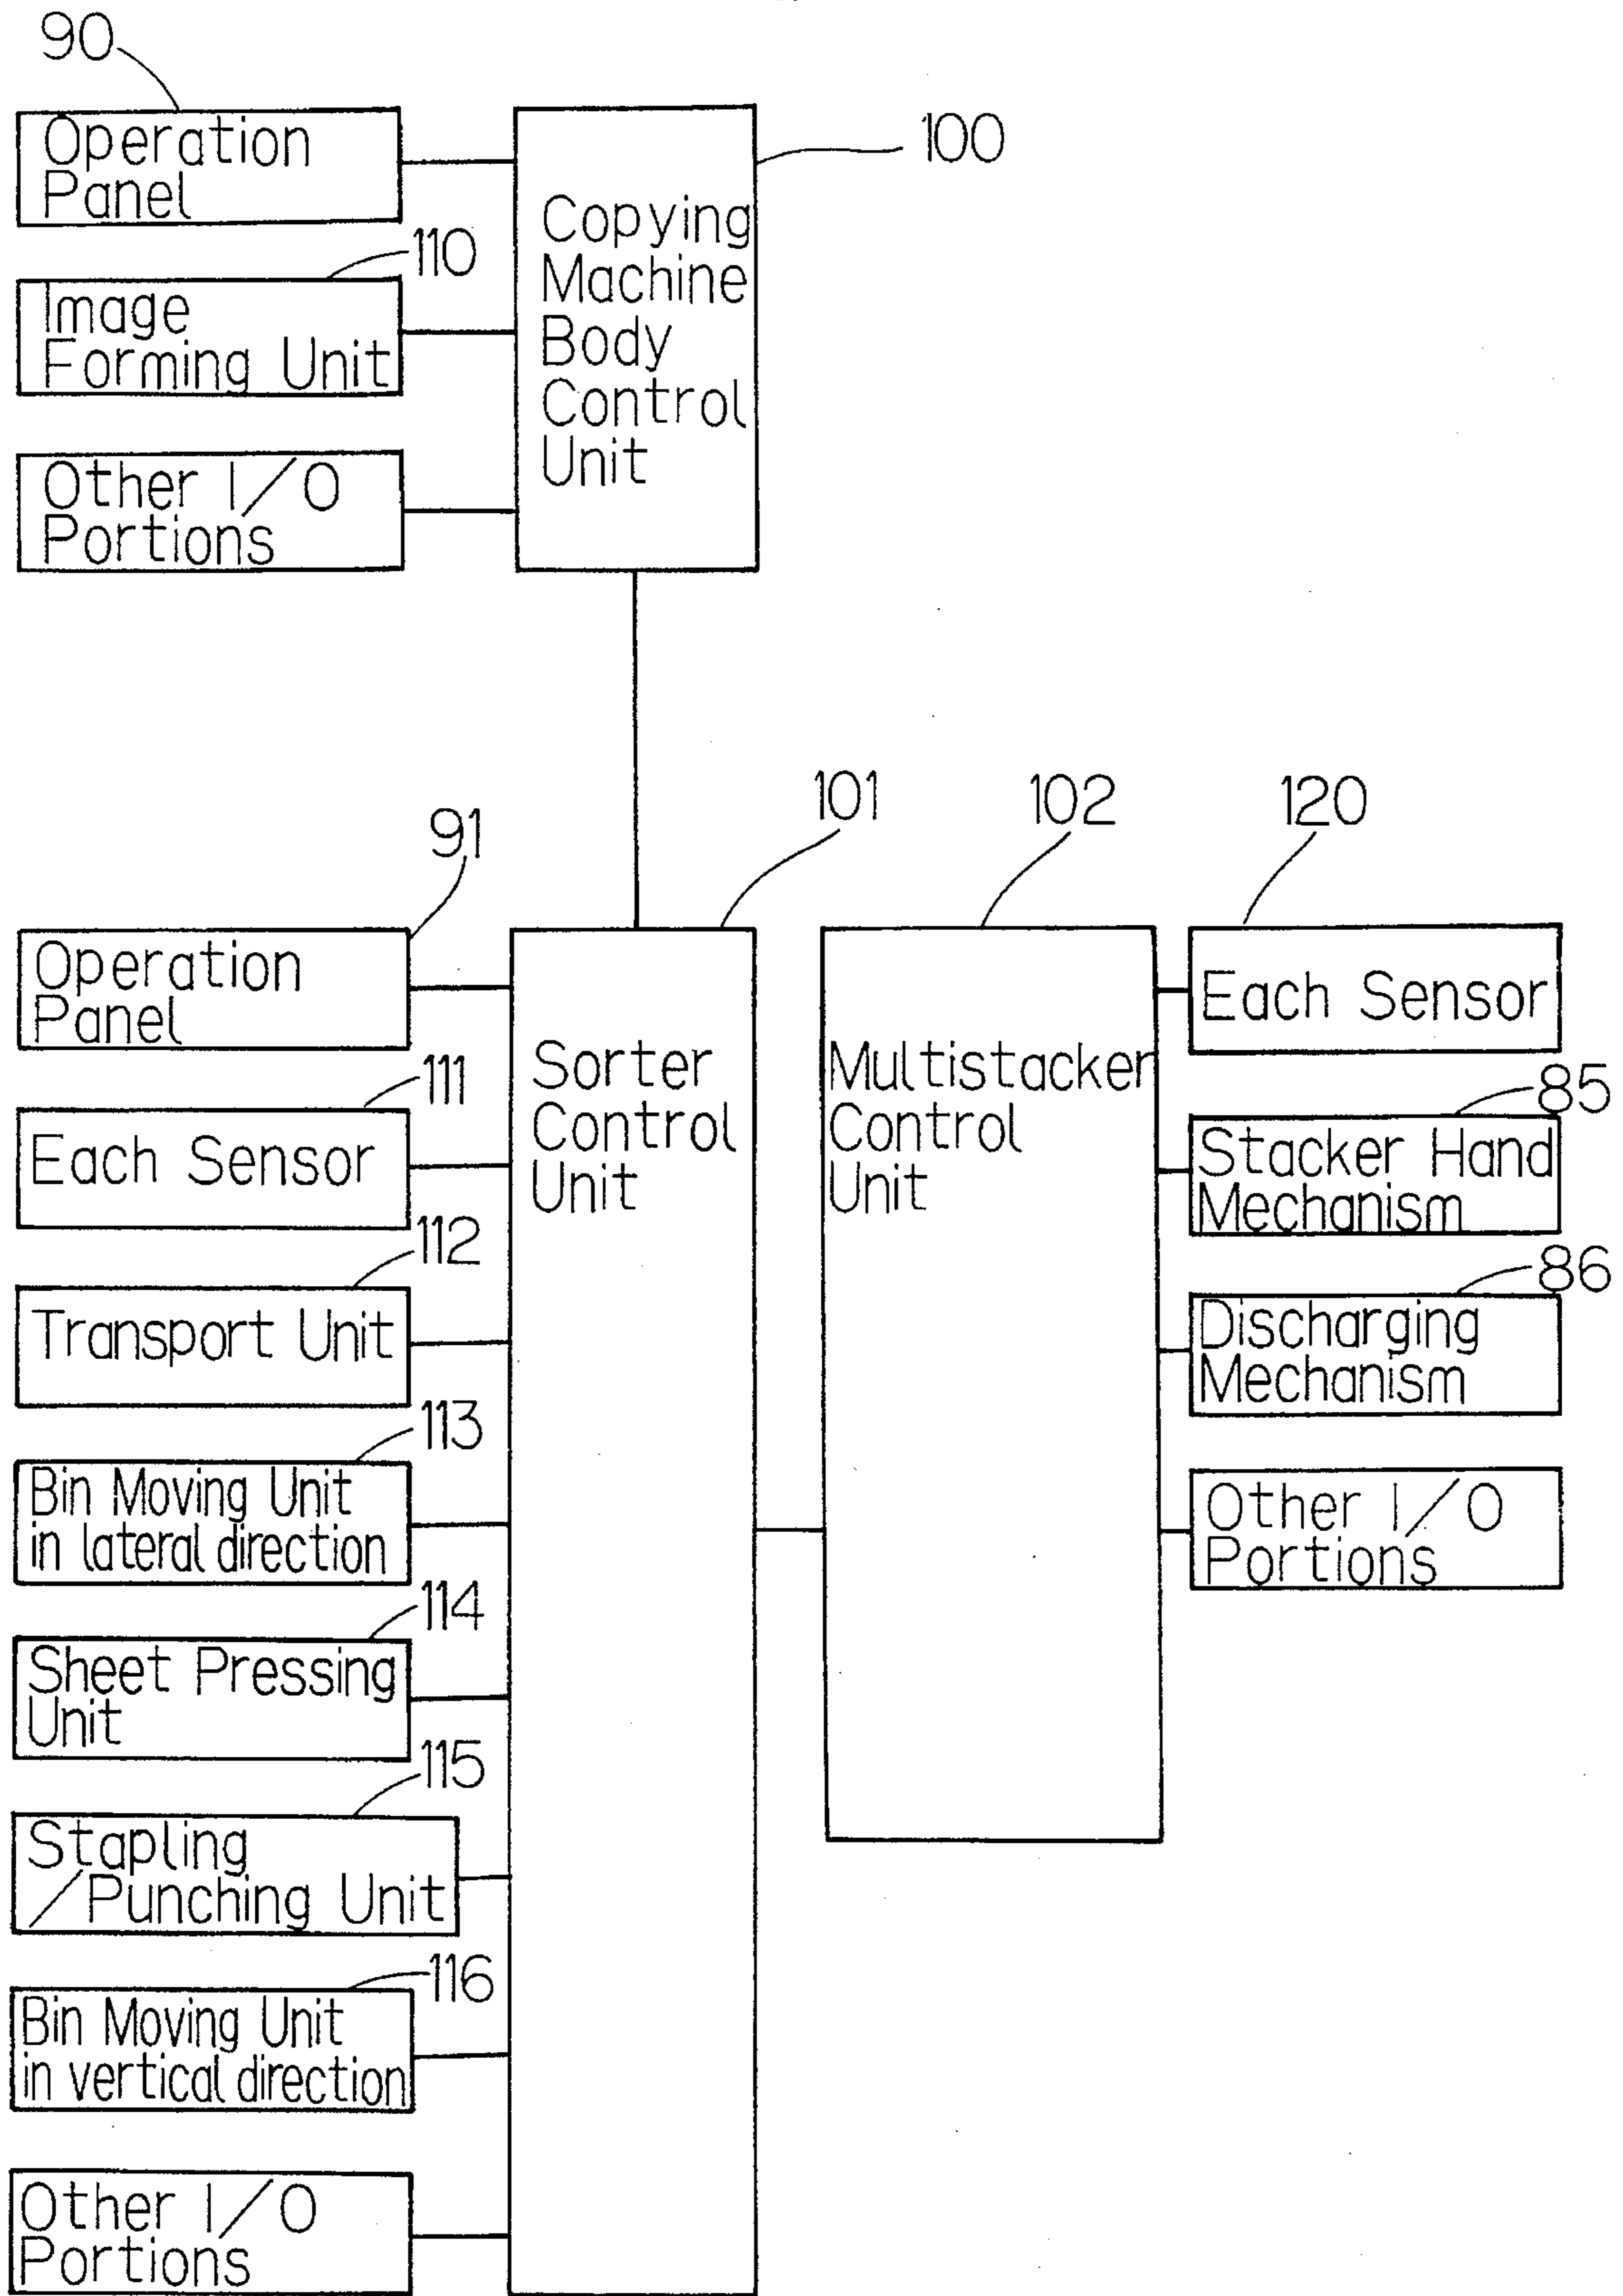 90
Operation
Panel
110
Image
Forming Unit
Other I/O
Portions
100
Copying
Machine
Body
Control
Unit
91
Operation
Panel
111
Each Sensor
112
Transport Unit
113
Bin Moving Unit
in lateral direction
114
Sheet Pressing
Unit
115
Stapling
/Punching Unit
116
Bin Moving Unit
in vertical direction
Other I/O
Portions
101
Sorter
Control
Unit
102
Multistacker
Control
Unit
120
Each Sensor
85
Stacker Hand
Mechanism
86
Discharging
Mechanism
Other I/O
Portions